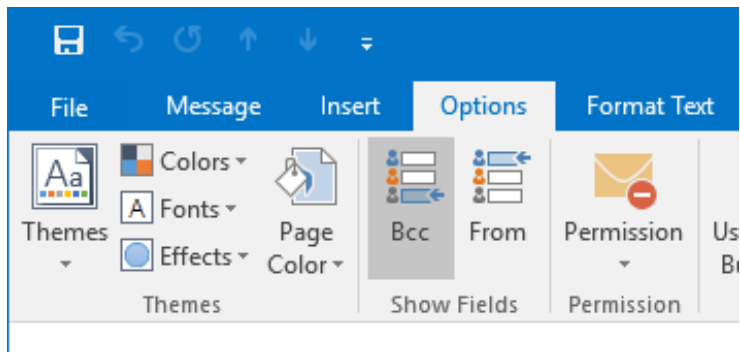 File Message Insert Options Format Text
Aa
Themes
Colors
A Fonts
Effects
Page
Color
Bcc
From
Permission
Themes
Show Fields
Permission